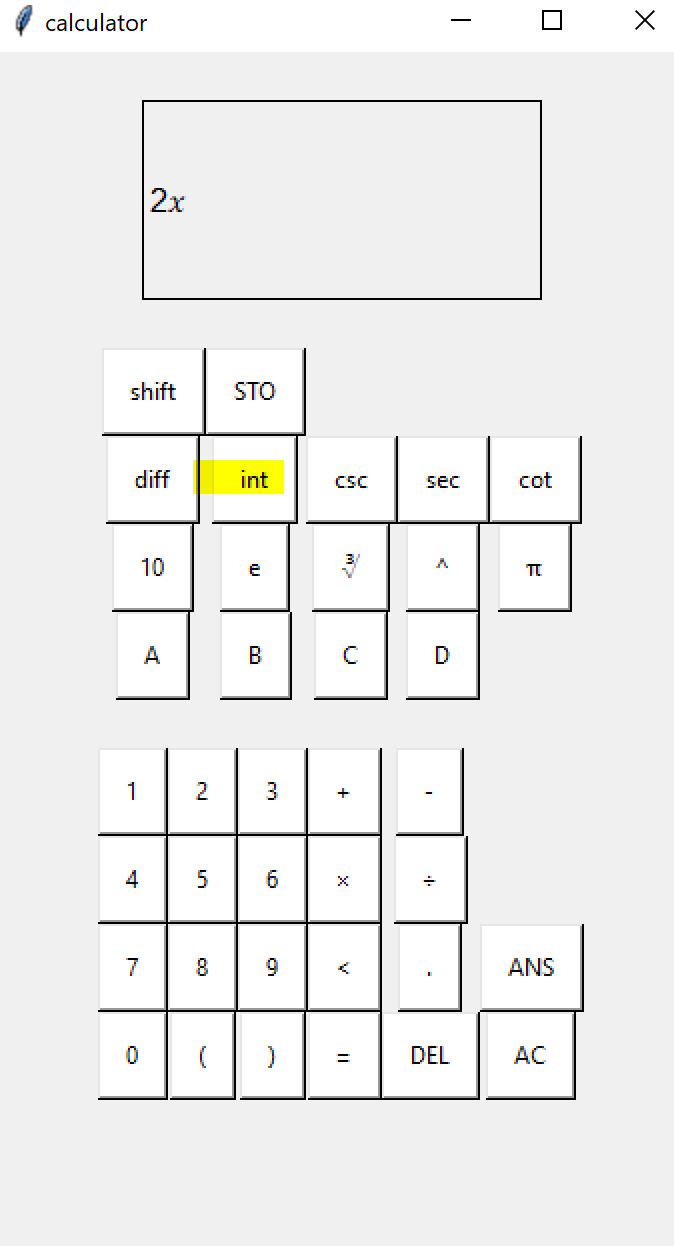 calculator
2x
shift STO
diff int csc sec cot
10 e ∛ ^ π
A B C D
1 2 3 + -
4 5 6 × ÷
7 8 9 < . ANS
0 ( ) = DEL AC